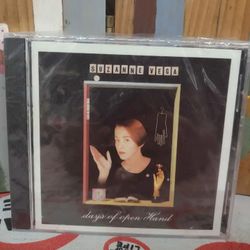 SUZANNE VEGA
days of open Hand